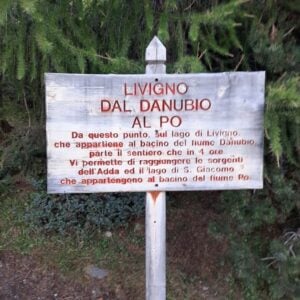 LIVIGNO
DAL DANUBIO
AL PO
Da questo punto, sul lago di Livigno,
che appartiene al bacino del fiume Danubio,
parte il sentiero che in 4 ore
Vi permette di raggiungere le sorgenti
dell'Adda ed il lago di S. Giacomo
che appartengono al bacino del fiume Po.